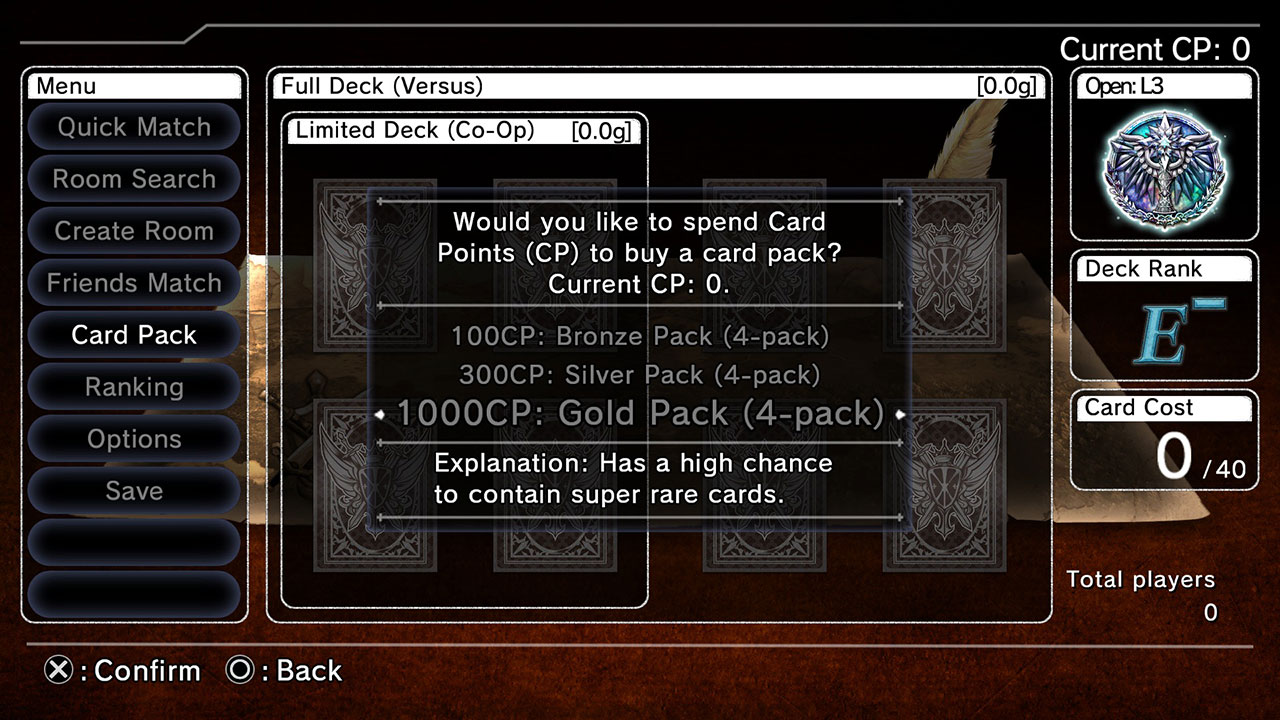 Current CP: 0
Menu
Quick Match
Room Search
Create Room
Friends Match
Card Pack
Ranking
Options
Save
Full Deck (Versus) [0.0g]
Limited Deck (Co-Op) [0.0g]
Would you like to spend Card
Points (CP) to buy a card pack?
Current CP: 0.
100CP: Bronze Pack (4-pack)
300CP: Silver Pack (4-pack)
1000CP: Gold Pack (4-pack)
Explanation: Has a high chance
to contain super rare cards.
Open: L3
Deck Rank
E-
Card Cost
0 /40
Total players
0
: Confirm : Back